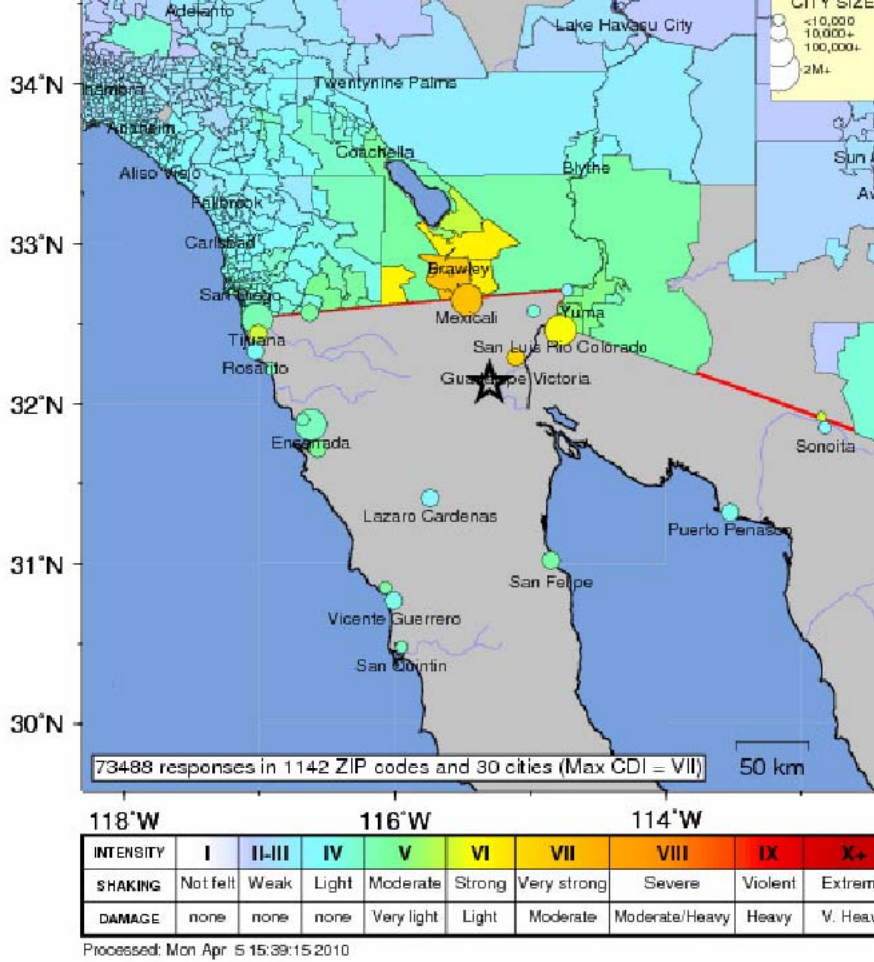 CITY SIZE
<10,000
10,000+
100,000+
2M+
Adelanto
Lake Havasu City
34°N
hambra
Twentynine Palms
Anaheim
Coachella
Aliso Viejo
Blythe
Sun
Fallbrook
Av
33°N
Carlsbad
Brawley
San Diego
Mexicali
Yuma
Tijuana
San Luis Rio Colorado
Rosarito
Guadalupe Victoria
32°N
Ensenada
Sonoita
Lazaro Cardenas
Puerto Penasco
31°N
San Felipe
Vicente Guerrero
San Quintin
30°N
73488 responses in 1142 ZIP codes and 30 cities (Max CDI = VII)
50 km
118°W 116°W 114°W
INTENSITY I II-III IV V VI VII VIII IX X+
SHAKING Not felt Weak Light Moderate Strong Very strong Severe Violent Extrem
DAMAGE none none none Very light Light Moderate Moderate/Heavy Heavy V. Heav
Processed: Mon Apr 5 15:39:15 2010